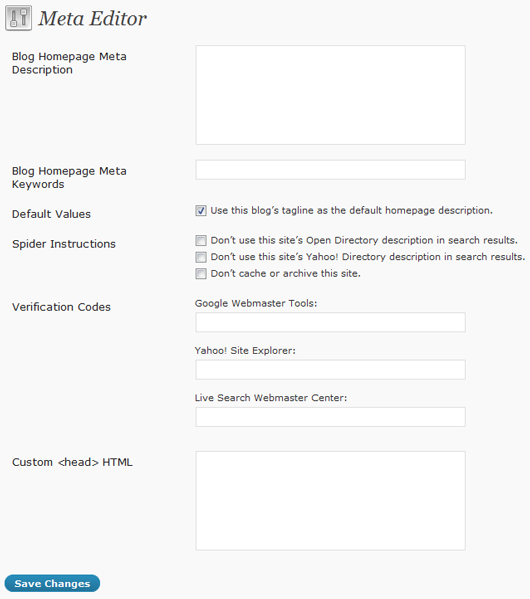 Meta Editor
Blog Homepage Meta
Description
Blog Homepage Meta
Keywords
Default Values
Use this blog's tagline as the default homepage description.
Spider Instructions
Don't use this site's Open Directory description in search results.
Don't use this site's Yahoo! Directory description in search results.
Don't cache or archive this site.
Verification Codes
Google Webmaster Tools:
Yahoo! Site Explorer:
Live Search Webmaster Center:
Custom <head> HTML
Save Changes